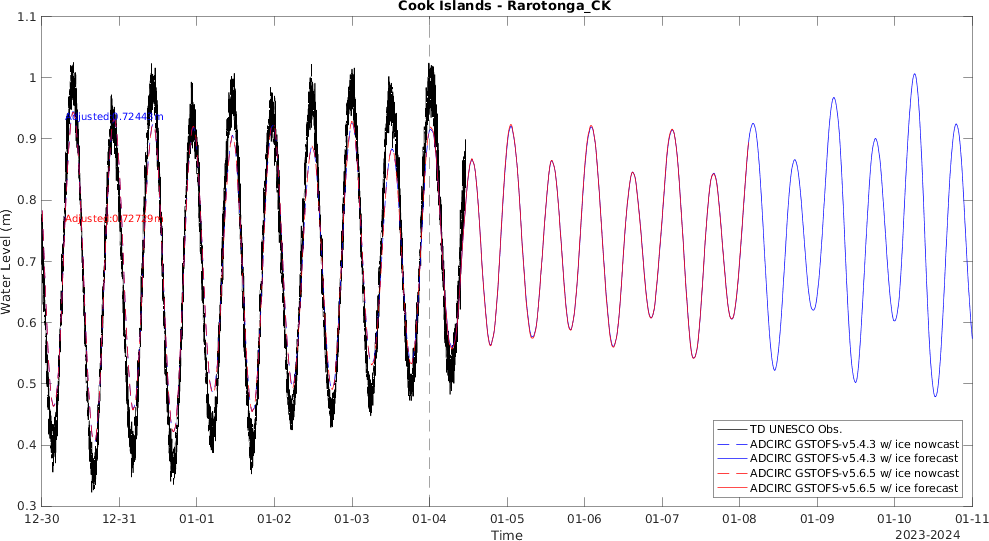 Cook Islands - Rarotonga_CK
1.1
1
0.9
0.8
0.7
0.6
0.5
0.4
0.3
Water Level (m)
Adjusted:0.72729m
12-30
12-31
01-01
01-02
01-03
01-04
01-05
01-06
01-07
01-08
01-09
01-10
01-11
2023-2024
Time
TD UNESCO Obs.
ADCIRC GSTOFS-v5.4.3 w/ ice nowcast
ADCIRC GSTOFS-v5.4.3 w/ ice forecast
ADCIRC GSTOFS-v5.6.5 w/ ice nowcast
ADCIRC GSTOFS-v5.6.5 w/ ice forecast